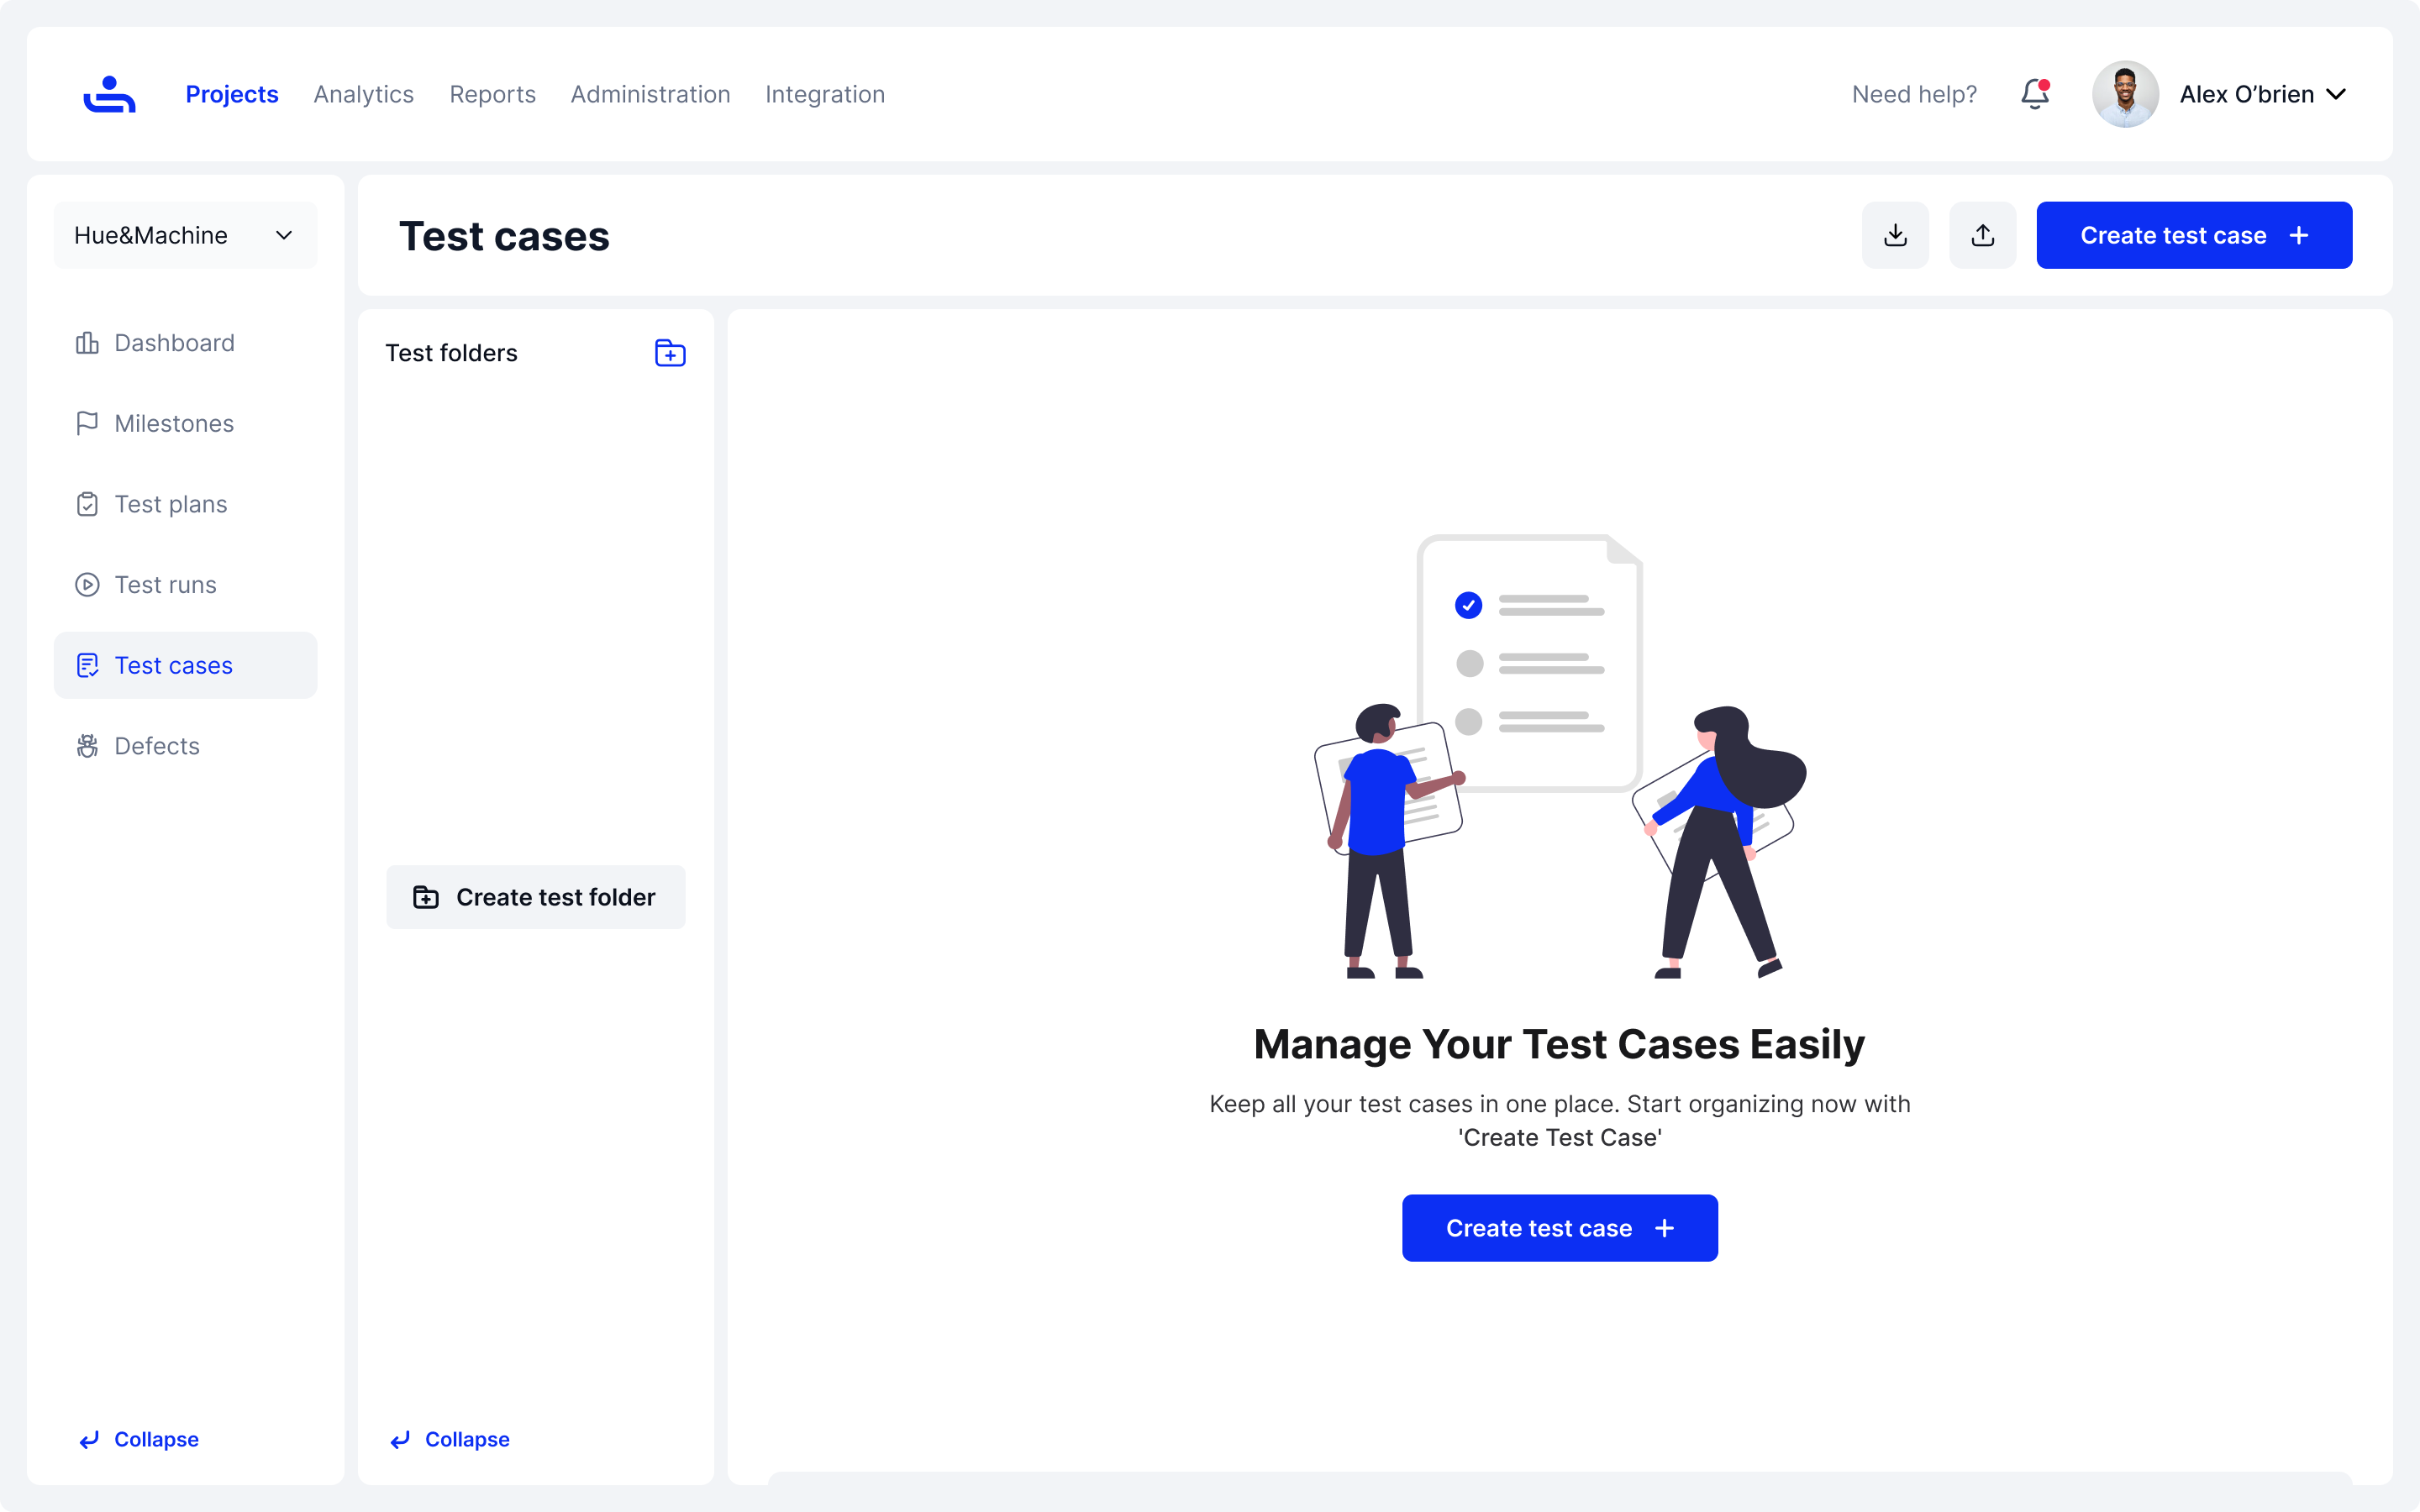 Projects
Analytics
Reports
Administration
Integration
Need help?
Alex O’brien
Hue&Machine
Dashboard
Milestones
Test plans
Test runs
Test cases
Defects
Collapse
Test cases
Create test case
Test folders
Create test folder
Collapse
Manage Your Test Cases Easily
Keep all your test cases in one place. Start organizing now with
'Create Test Case'
Create test case